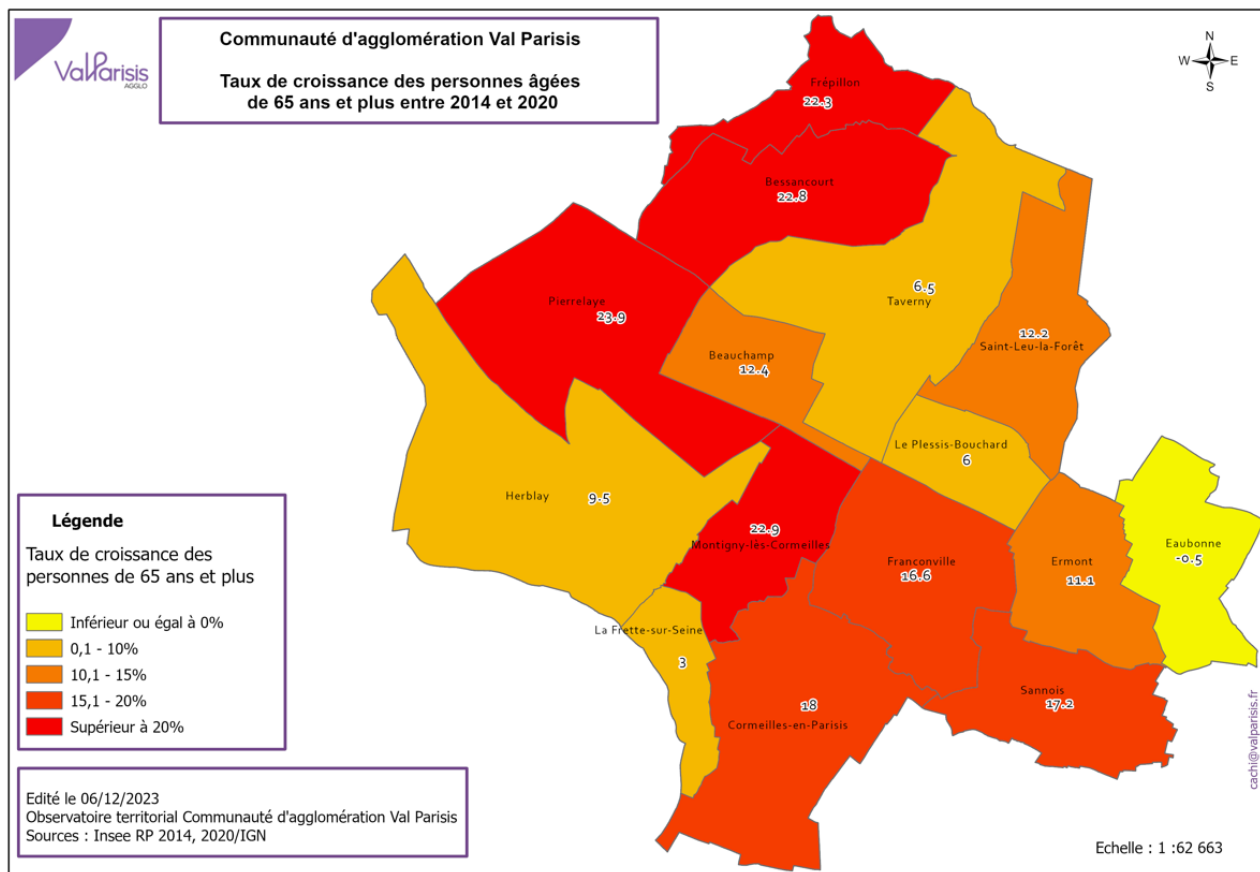 ValParisis
AGGLO
Communauté d'agglomération Val Parisis
Taux de croissance des personnes âgées
de 65 ans et plus entre 2014 et 2020
N
W E
S
Frépillon
22.3
Bessancourt
22.8
Pierrelaye
23.9
Taverny
6.5
Beauchamp
12.4
12.2
Saint-Leu-la-Forêt
Le Plessis-Bouchard
6
Herblay 9.5
22.9
Montigny-lès-Cormeilles
Franconville
16.6
Ermont
11.1
Eaubonne
-0.5
La Frette-sur-Seine
3
18
Cormeilles-en-Parisis
Sannois
17.2
Légende
Taux de croissance des
personnes de 65 ans et plus
Inférieur ou égal à 0%
0,1 - 10%
10,1 - 15%
15,1 - 20%
Supérieur à 20%
Edité le 06/12/2023
Observatoire territorial Communauté d'agglomération Val Parisis
Sources : Insee RP 2014, 2020/IGN
Echelle : 1 :62 663
cachi@valparisis.fr